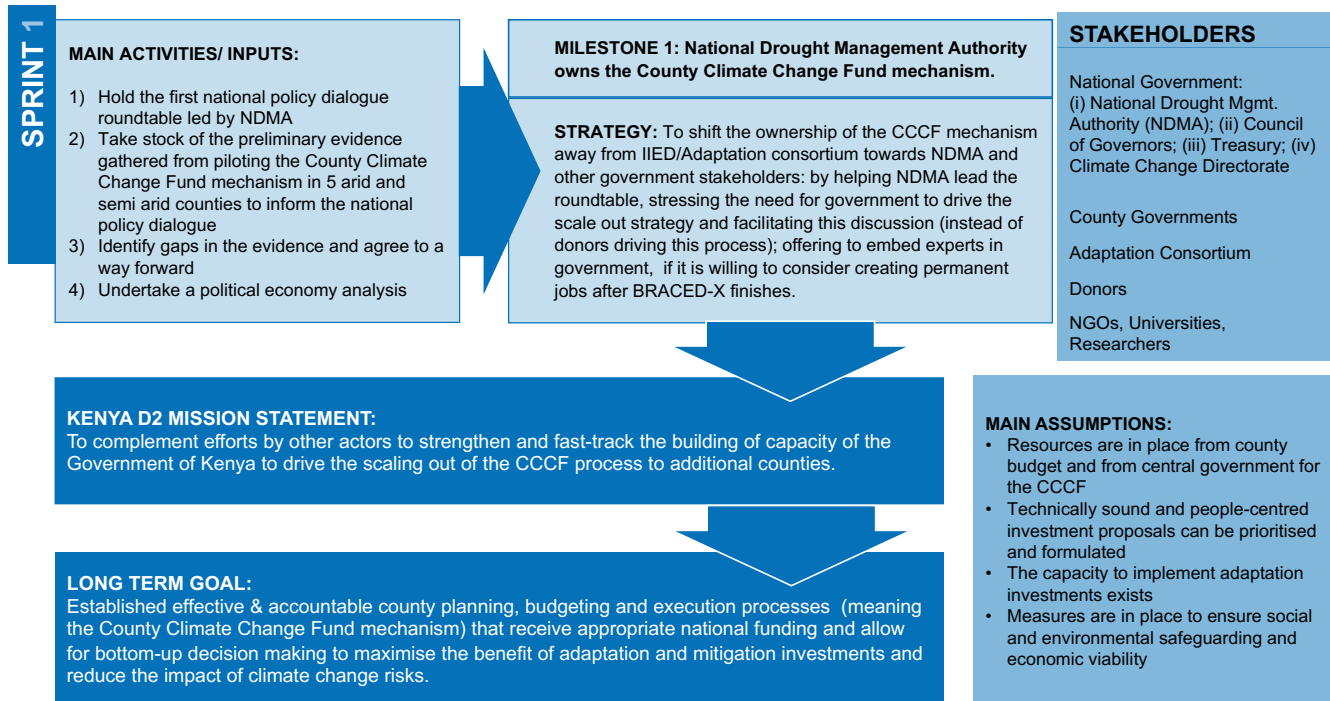 SPRINT 1
MAIN ACTIVITIES/ INPUTS:
1) Hold the first national policy dialogue
roundtable led by NDMA
2) Take stock of the preliminary evidence
gathered from piloting the County Climate
Change Fund mechanism in 5 arid and
semi arid counties to inform the national
policy dialogue
3) Identify gaps in the evidence and agree to a
way forward
4) Undertake a political economy analysis
MILESTONE 1: National Drought Management Authority
owns the County Climate Change Fund mechanism.
STRATEGY: To shift the ownership of the CCCF mechanism
away from IIED/Adaptation consortium towards NDMA and
other government stakeholders: by helping NDMA lead the
roundtable, stressing the need for government to drive the
scale out strategy and facilitating this discussion (instead of
donors driving this process); offering to embed experts in
government, if it is willing to consider creating permanent
jobs after BRACED-X finishes.
STAKEHOLDERS
National Government:
(i) National Drought Mgmt.
Authority (NDMA); (ii) Council
of Governors; (iii) Treasury; (iv)
Climate Change Directorate
County Governments
Adaptation Consortium
Donors
NGOs, Universities,
Researchers
KENYA D2 MISSION STATEMENT:
To complement efforts by other actors to strengthen and fast-track the building of capacity of the
Government of Kenya to drive the scaling out of the CCCF process to additional counties.
LONG TERM GOAL:
Established effective & accountable county planning, budgeting and execution processes (meaning
the County Climate Change Fund mechanism) that receive appropriate national funding and allow
for bottom-up decision making to maximise the benefit of adaptation and mitigation investments and
reduce the impact of climate change risks.
MAIN ASSUMPTIONS:
• Resources are in place from county
budget and from central government for
the CCCF
• Technically sound and people-centred
investment proposals can be prioritised
and formulated
• The capacity to implement adaptation
investments exists
• Measures are in place to ensure social
and environmental safeguarding and
economic viability